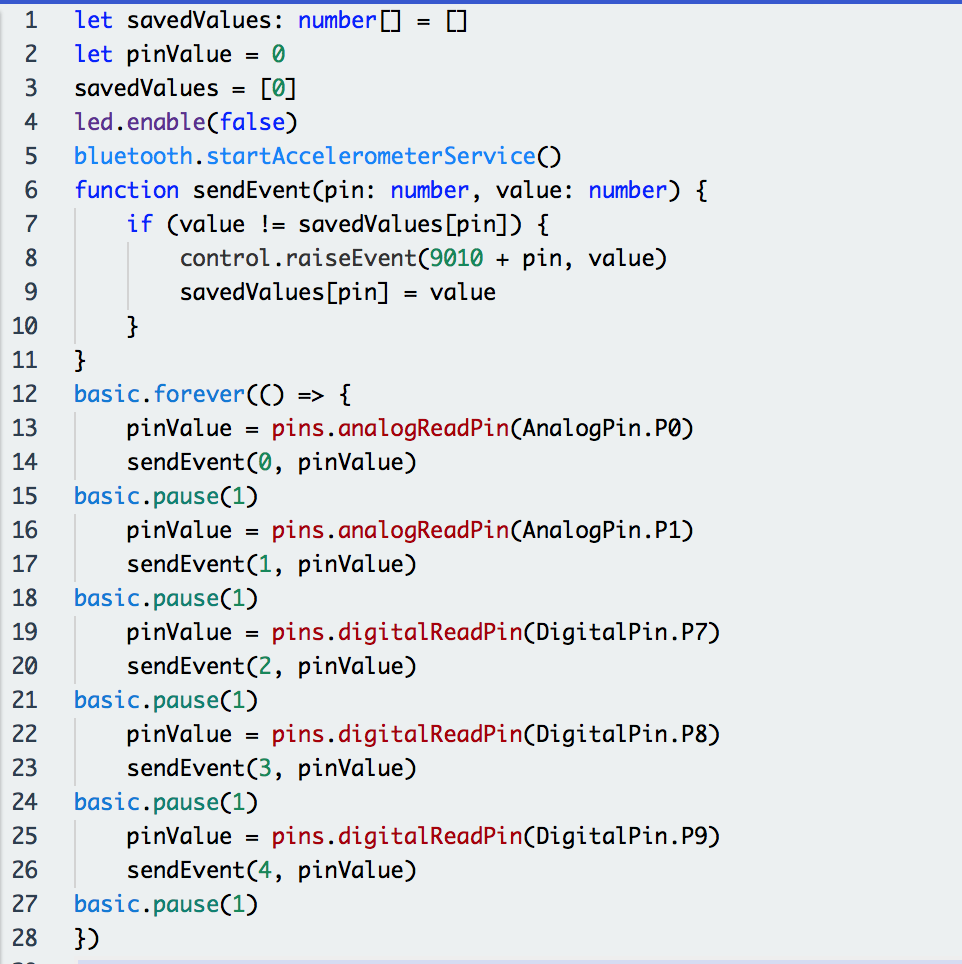 1 let savedValues: number[] = []
2 let pinValue = 0
3 savedValues = [0]
4 led.enable(false)
5 bluetooth.startAccelerometerService()
6 function sendEvent(pin: number, value: number) {
7 if (value != savedValues[pin]) {
8 control.raiseEvent(9010 + pin, value)
9 savedValues[pin] = value
10 }
11 }
12 basic.forever(() => {
13 pinValue = pins.analogReadPin(AnalogPin.P0)
14 sendEvent(0, pinValue)
15 basic.pause(1)
16 pinValue = pins.analogReadPin(AnalogPin.P1)
17 sendEvent(1, pinValue)
18 basic.pause(1)
19 pinValue = pins.digitalReadPin(DigitalPin.P7)
20 sendEvent(2, pinValue)
21 basic.pause(1)
22 pinValue = pins.digitalReadPin(DigitalPin.P8)
23 sendEvent(3, pinValue)
24 basic.pause(1)
25 pinValue = pins.digitalReadPin(DigitalPin.P9)
26 sendEvent(4, pinValue)
27 basic.pause(1)
28 })